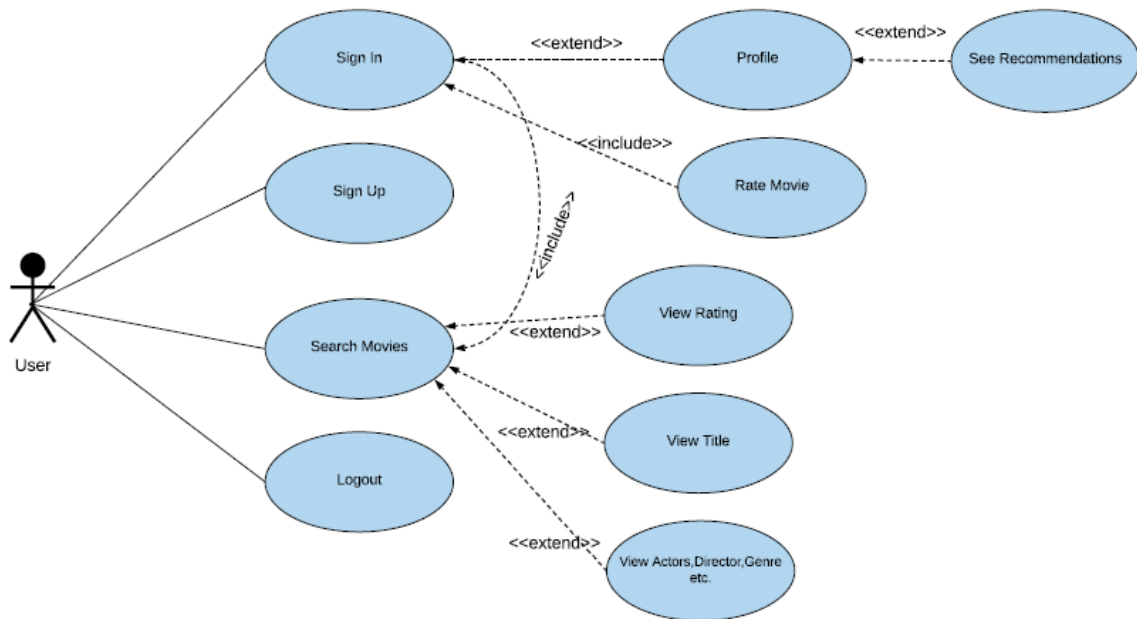 Sign In
<<extend>>
Profile
<<extend>>
See Recommendations
<<include>>
Rate Movie
Sign Up
<<include>>
View Rating
<<extend>>
Search Movies
User
<<extend>>
View Title
Logout
<<extend>>
View Actors,Director,Genre
etc.